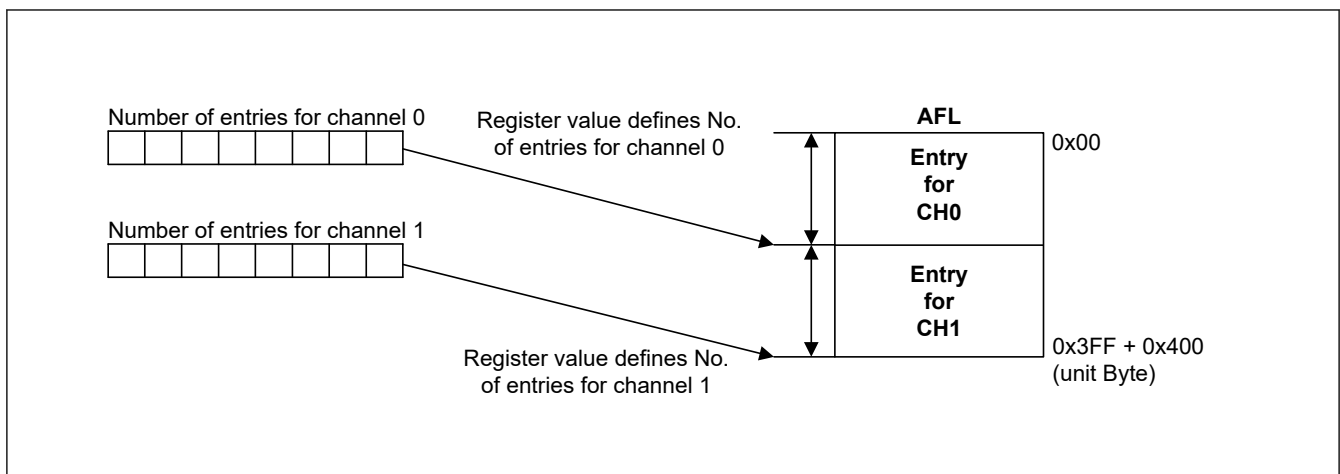 Number of entries for channel 0
Register value defines No.
of entries for channel 0
AFL
0x00
Entry
for
CH0
Number of entries for channel 1
Entry
for
CH1
Register value defines No.
of entries for channel 1
0x3FF + 0x400
(unit Byte)